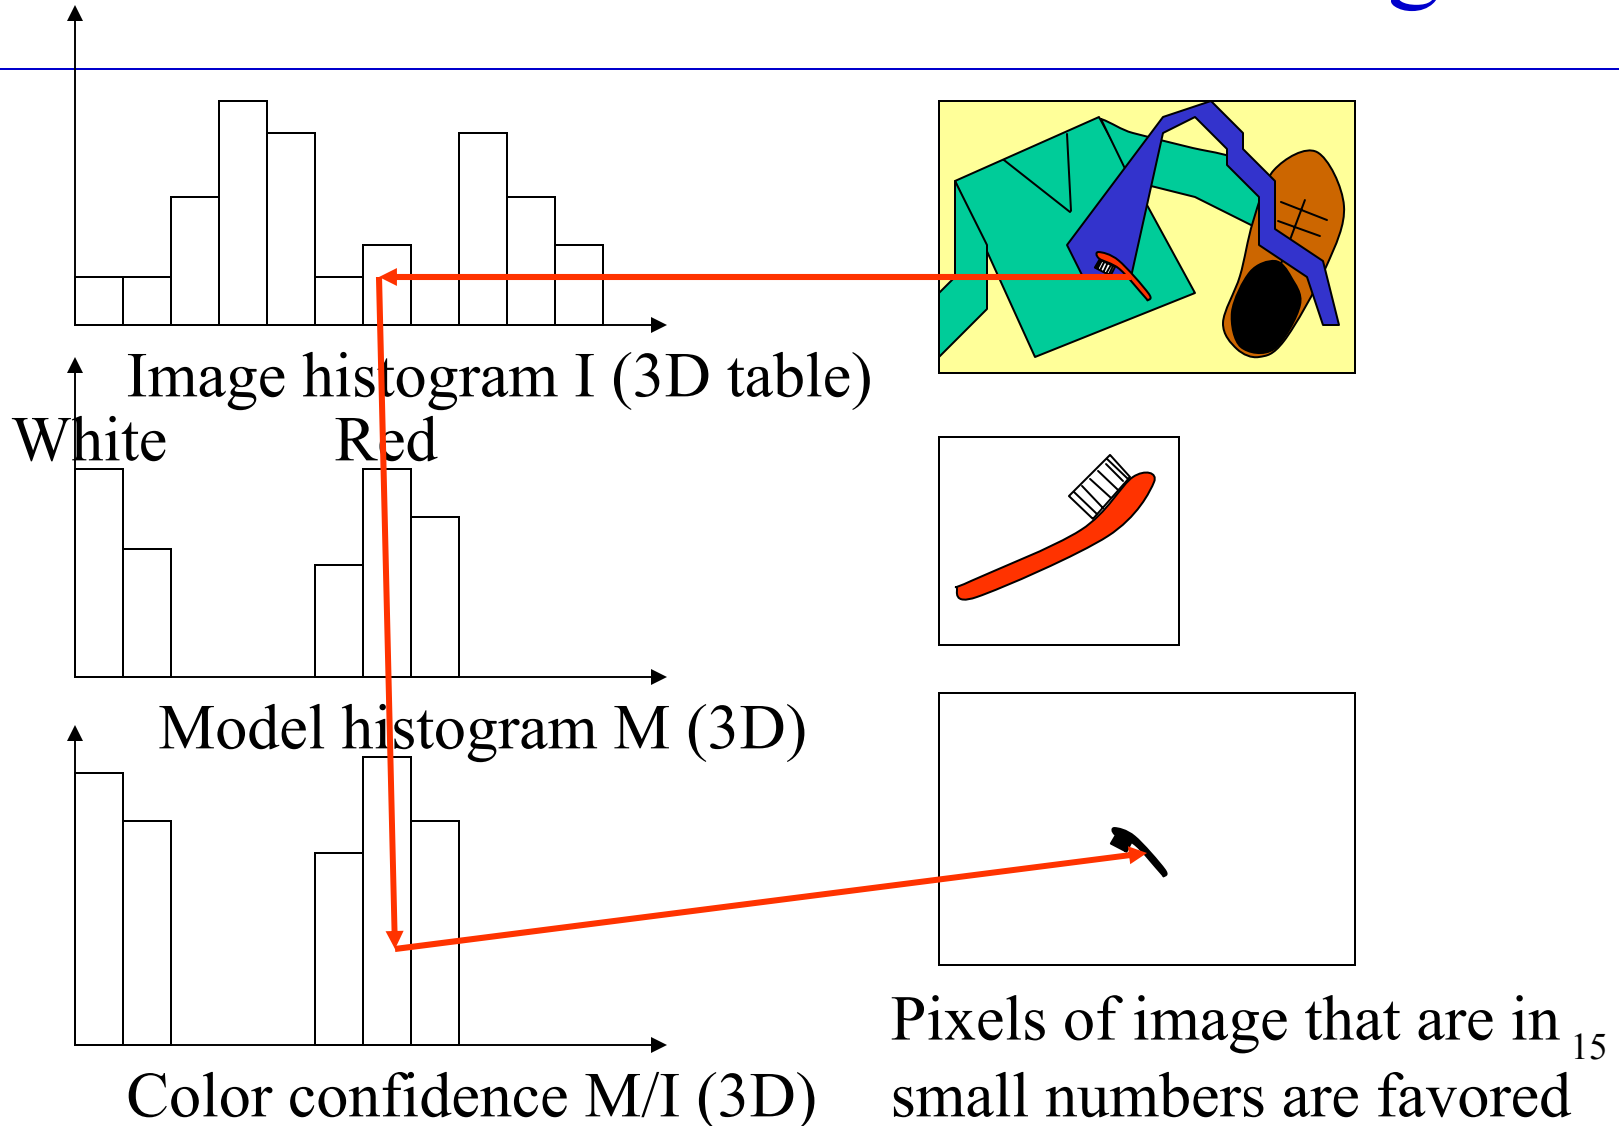 Image histogram I (3D table)
White Red
Model histogram M (3D)
Color confidence M/I (3D)
Pixels of image that are in
small numbers are favored
15